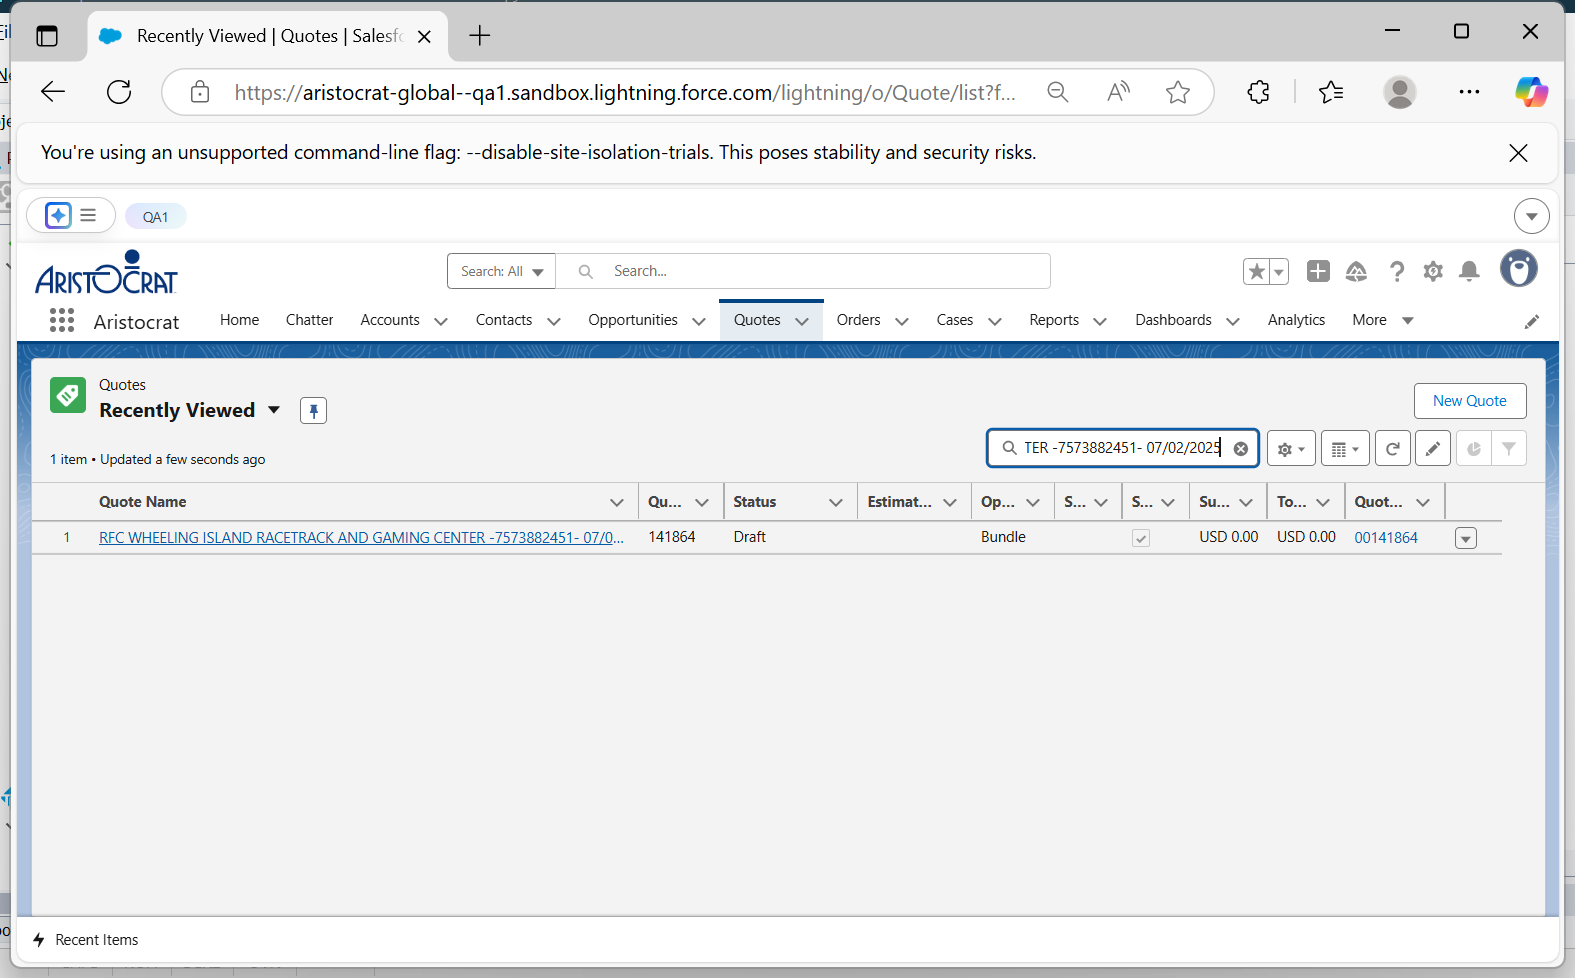 Recently Viewed | Quotes | Salesfo
https://aristocrat-global--qa1.sandbox.lightning.force.com/lightning/o/Quote/list?f...
You're using an unsupported command-line flag: --disable-site-isolation-trials. This poses stability and security risks.
QA1
ARISTOCRAT
Search: All
Search...
Aristocrat
Home
Chatter
Accounts
Contacts
Opportunities
Quotes
Orders
Cases
Reports
Dashboards
Analytics
More
Quotes
Recently Viewed
New Quote
1 item • Updated a few seconds ago
TER -7573882451- 07/02/2025
Quote Name
Qu...
Status
Estimat...
Op...
S...
S...
Su...
To...
Quot...
1
RFC WHEELING ISLAND RACETRACK AND GAMING CENTER -7573882451- 07/0...
141864
Draft
Bundle
USD 0.00
USD 0.00
00141864
Recent Items